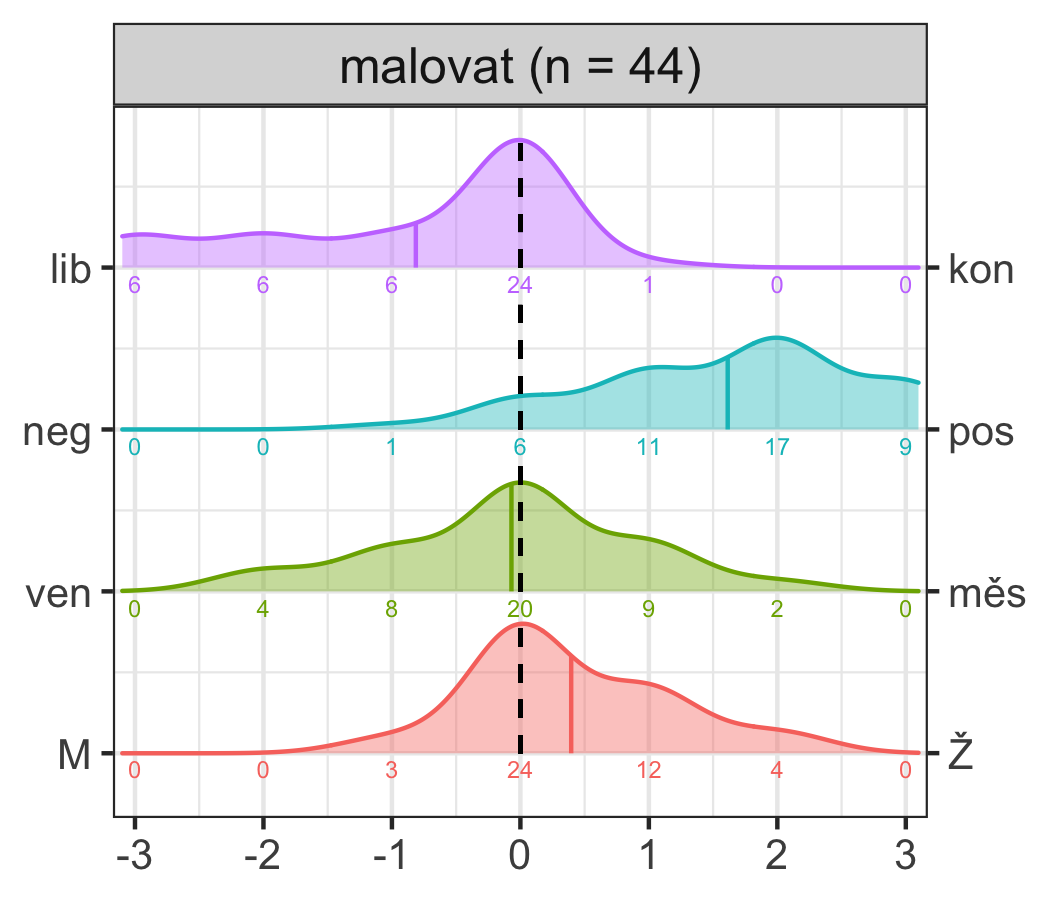 malovat (n = 44)
lib kon
6 6 6 24 1 0 0
neg pos
0 0 1 6 11 17 9
ven měs
0 4 8 20 9 2 0
M Ž
0 0 3 24 12 4 0
-3 -2 -1 0 1 2 3